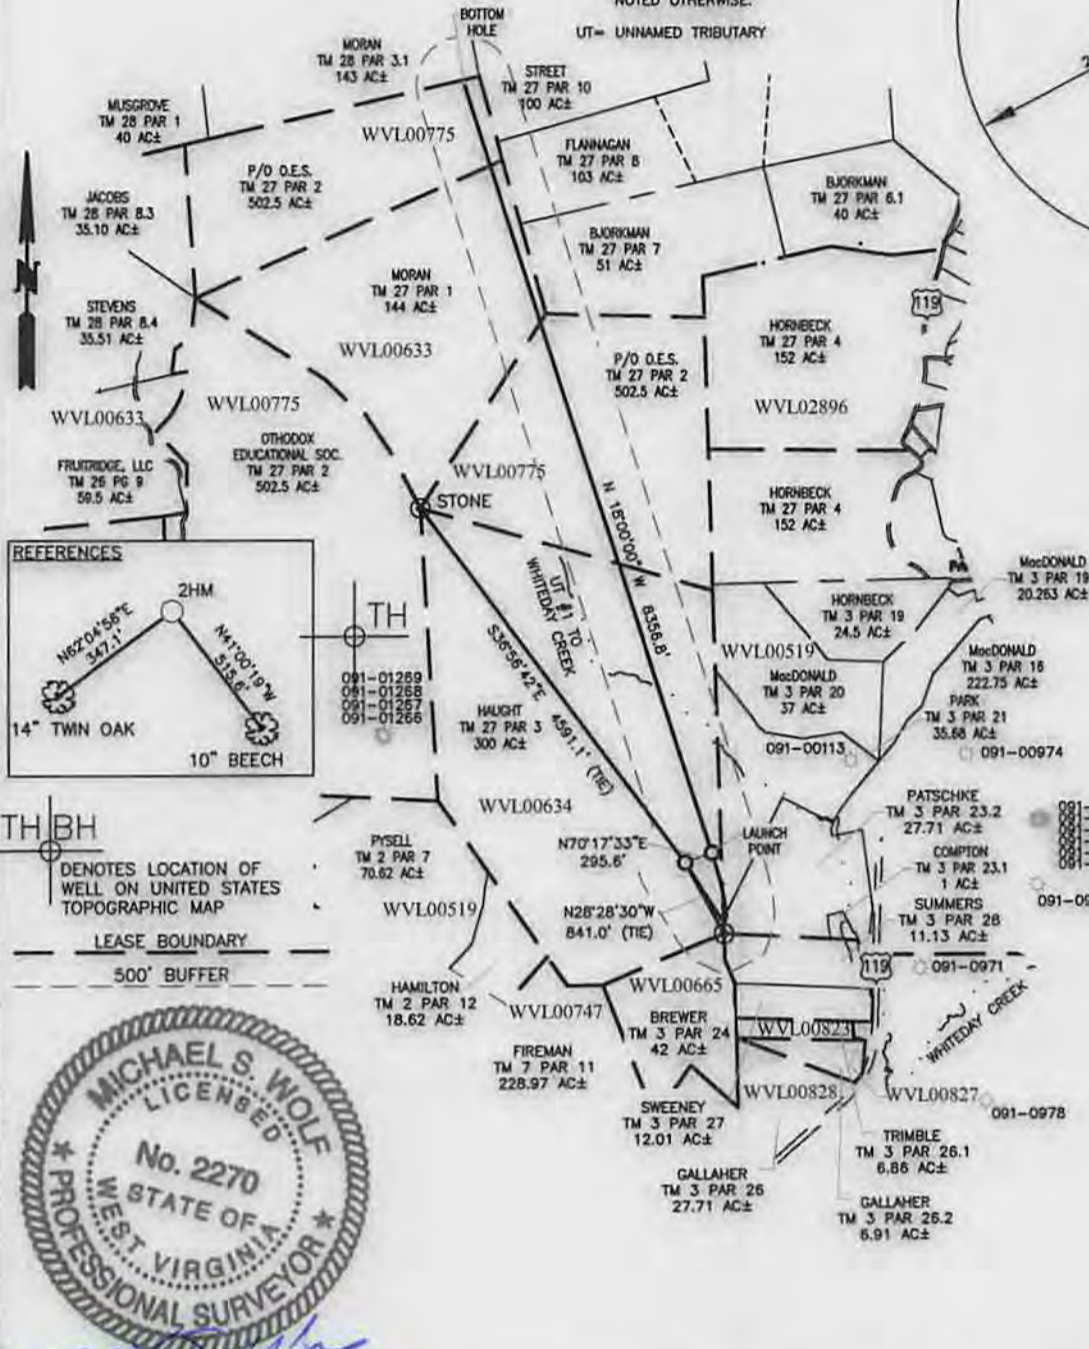 NOTED OTHERWISE.
UT= UNNAMED TRIBUTARY
BOTTOM
HOLE
MORAN
TM 28 PAR 3.1
143 AC±
STREET
TM 27 PAR 10
100 AC±
MUSGROVE
TM 28 PAR 1
40 AC±
WVL00775
FLANNAGAN
TM 27 PAR 8
103 AC±
P/O O.E.S.
TM 27 PAR 2
502.5 AC±
BJORKMAN
TM 27 PAR 6.1
40 AC±
JACOBS
TM 28 PAR 8.3
35.10 AC±
BJORKMAN
TM 27 PAR 7
51 AC±
N
MORAN
TM 27 PAR 1
144 AC±
119
STEVENS
TM 28 PAR 8.4
35.51 AC±
HORNBECK
TM 27 PAR 4
152 AC±
WVL00633
P/O O.E.S.
TM 27 PAR 2
502.5 AC±
WVL00633
WVL00775
WVL02896
OTHODOX
EDUCATIONAL SOC.
TM 27 PAR 2
502.5 AC±
FRUITRIDGE, LLC
TM 26 PG 9
59.5 AC±
WVL00775
STONE
HORNBECK
TM 27 PAR 4
152 AC±
N 18°00'00" W 8356.8'
REFERENCES
2HM
N62°04'58"E
347.1'
N41°00'19"W
515.6'
14" TWIN OAK
10" BEECH
TH
091-01269
091-01268
091-01267
091-01266
UT #1 TO
WHITEDAY CREEK
S36°56'42"E 4591.1' (TIE)
MacDONALD
TM 3 PAR 19
20.263 AC±
HORNBECK
TM 3 PAR 19
24.5 AC±
WVL00519
MacDONALD
TM 3 PAR 18
222.75 AC±
MacDONALD
TM 3 PAR 20
37 AC±
PARK
TM 3 PAR 21
35.68 AC±
091-00113
091-00974
HAUGHT
TM 27 PAR 3
300 AC±
WVL00634
PATSCHKE
TM 3 PAR 23.2
27.71 AC±
091-
091-
091-
091-
091-
TH BH
DENOTES LOCATION OF
WELL ON UNITED STATES
TOPOGRAPHIC MAP
PYSELL
TM 2 PAR 7
70.62 AC±
N70°17'33"E
295.6'
LAUNCH
POINT
COMPTON
TM 3 PAR 23.1
1 AC±
091-09
WVL00519
N28°28'30"W
841.0' (TIE)
SUMMERS
TM 3 PAR 28
11.13 AC±
LEASE BOUNDARY
500' BUFFER
119
091-0971
HAMILTON
TM 2 PAR 12
18.62 AC±
WVL00665
WVL00747
BREWER
TM 3 PAR 24
42 AC±
WVL00823
WHITEDAY CREEK
FIREMAN
TM 7 PAR 11
228.97 AC±
WVL00828
WVL00827
091-0978
SWEENEY
TM 3 PAR 27
12.01 AC±
TRIMBLE
TM 3 PAR 26.1
6.86 AC±
GALLAHER
TM 3 PAR 26
27.71 AC±
GALLAHER
TM 3 PAR 26.2
6.91 AC±
MICHAEL S. WOLF
LICENSED
No. 2270
STATE OF
WEST VIRGINIA
PROFESSIONAL SURVEYOR